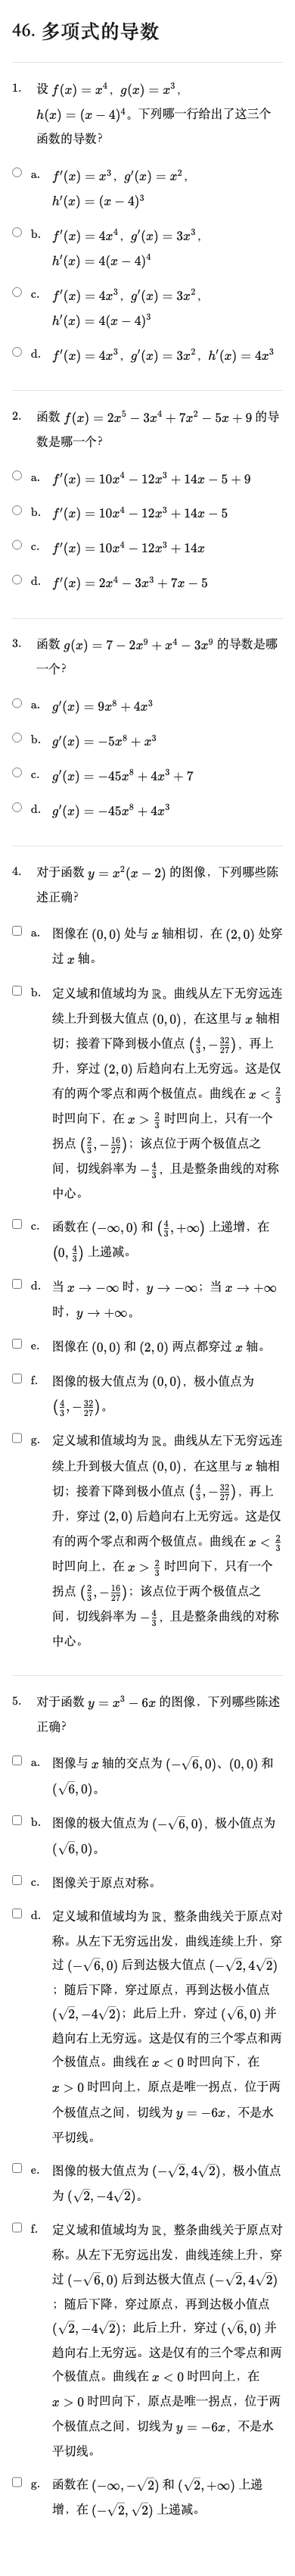 46. 多项式的导数
1. 设 f(x) = x⁴，g(x) = x³，
h(x) = (x − 4)⁴。下列哪一行给出了这三个
函数的导数？
a. f′(x) = x³，g′(x) = x²，
h′(x) = (x − 4)³
b. f′(x) = 4x⁴，g′(x) = 3x³，
h′(x) = 4(x − 4)⁴
c. f′(x) = 4x³，g′(x) = 3x²，
h′(x) = 4(x − 4)³
d. f′(x) = 4x³，g′(x) = 3x²，h′(x) = 4x³
2. 函数 f(x) = 2x⁵ − 3x⁴ + 7x² − 5x + 9 的导
数是哪一个？
a. f′(x) = 10x⁴ − 12x³ + 14x − 5 + 9
b. f′(x) = 10x⁴ − 12x³ + 14x − 5
c. f′(x) = 10x⁴ − 12x³ + 14x
d. f′(x) = 2x⁴ − 3x³ + 7x − 5
3. 函数 g(x) = 7 − 2x⁹ + x⁴ − 3x⁹ 的导数是哪
一个？
a. g′(x) = 9x⁸ + 4x³
b. g′(x) = −5x⁸ + x³
c. g′(x) = −45x⁸ + 4x³ + 7
d. g′(x) = −45x⁸ + 4x³
4. 对于函数 y = x²(x − 2) 的图像，下列哪些陈
述正确？
a. 图像在 (0, 0) 处与 x 轴相切，在 (2, 0) 处穿
过 x 轴。
b. 定义域和值域均为 ℝ。曲线从左下无穷远连
续上升到极大值点 (0, 0)，在这里与 x 轴相
切；接着下降到极小值点 (4/3, −32/27)，再上
升，穿过 (2, 0) 后趋向右上无穷远。这是仅
有的两个零点和两个极值点。曲线在 x < 2/3
时凹向下，在 x > 2/3 时凹向上，只有一个
拐点 (2/3, −16/27)；该点位于两个极值点之
间，切线斜率为 −4/3，且是整条曲线的对称
中心。
c. 函数在 (−∞, 0) 和 (4/3, +∞) 上递增，在
(0, 4/3) 上递减。
d. 当 x → −∞ 时，y → −∞；当 x → +∞
时，y → +∞。
e. 图像在 (0, 0) 和 (2, 0) 两点都穿过 x 轴。
f. 图像的极大值点为 (0, 0)，极小值点为
(4/3, −32/27)。
g. 定义域和值域均为 ℝ。曲线从左下无穷远连
续上升到极大值点 (0, 0)，在这里与 x 轴相
切；接着下降到极小值点 (4/3, −32/27)，再上
升，穿过 (2, 0) 后趋向右上无穷远。这是仅
有的两个零点和两个极值点。曲线在 x < 2/3
时凹向上，在 x > 2/3 时凹向下，只有一个
拐点 (2/3, −16/27)；该点位于两个极值点之
间，切线斜率为 −4/3，且是整条曲线的对称
中心。
5. 对于函数 y = x³ − 6x 的图像，下列哪些陈述
正确？
a. 图像与 x 轴的交点为 (−√6, 0)、(0, 0) 和
(√6, 0)。
b. 图像的极大值点为 (−√6, 0)，极小值点为
(√6, 0)。
c. 图像关于原点对称。
d. 定义域和值域均为 ℝ，整条曲线关于原点对
称。从左下无穷远出发，曲线连续上升，穿
过 (−√6, 0) 后到达极大值点 (−√2, 4√2)
；随后下降，穿过原点，再到达极小值点
(√2, −4√2)；此后上升，穿过 (√6, 0) 并
趋向右上无穷远。这是仅有的三个零点和两
个极值点。曲线在 x < 0 时凹向下，在
x > 0 时凹向上，原点是唯一拐点，位于两
个极值点之间，切线为 y = −6x，不是水
平切线。
e. 图像的极大值点为 (−√2, 4√2)，极小值点
为 (√2, −4√2)。
f. 定义域和值域均为 ℝ，整条曲线关于原点对
称。从左下无穷远出发，曲线连续上升，穿
过 (−√6, 0) 后到达极大值点 (−√2, 4√2)
；随后下降，穿过原点，再到达极小值点
(√2, −4√2)；此后上升，穿过 (√6, 0) 并
趋向右上无穷远。这是仅有的三个零点和两
个极值点。曲线在 x < 0 时凹向上，在
x > 0 时凹向下，原点是唯一拐点，位于两
个极值点之间，切线为 y = −6x，不是水
平切线。
g. 函数在 (−∞, −√2) 和 (√2, +∞) 上递
增，在 (−√2, √2) 上递减。